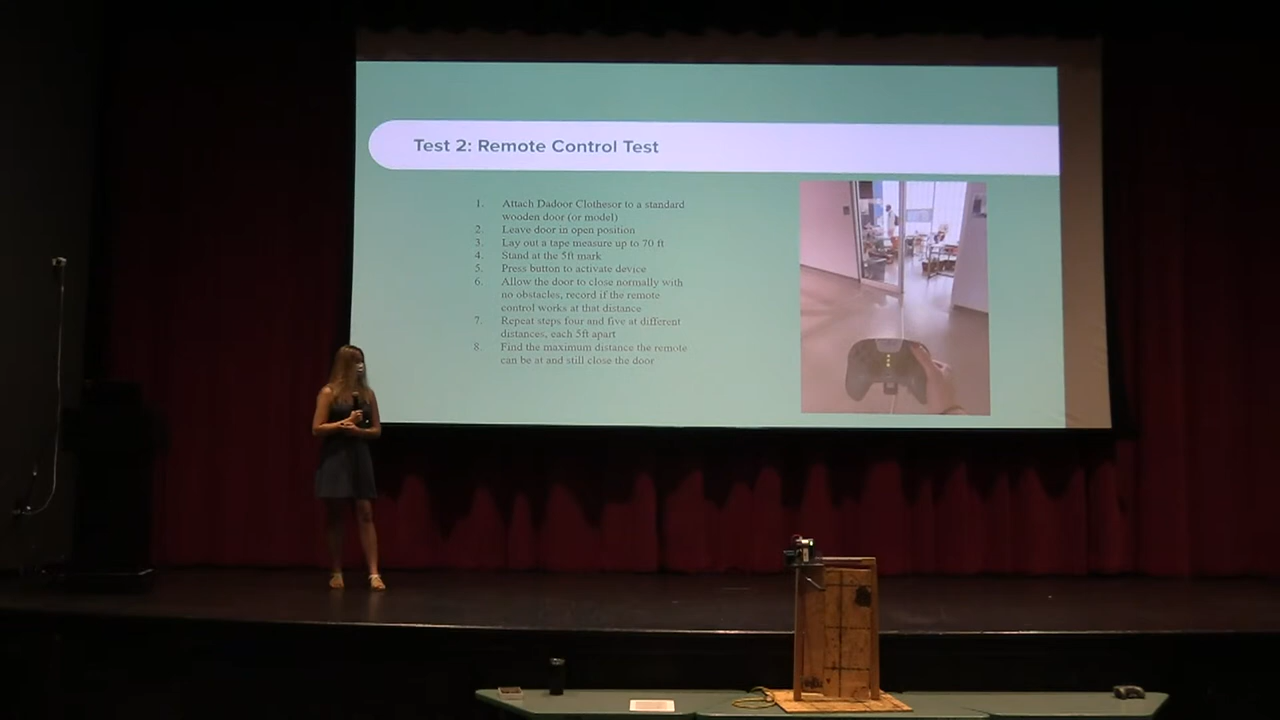 Test 2: Remote Control Test
1. Attach Dadoor Clothesor to a standard
wooden door (or model)
2. Leave door in open position
3. Lay out a tape measure up to 70 ft
4. Stand at the 5ft mark
5. Press button to activate device
6. Allow the door to close normally with
no obstacles, record if the remote
control works at that distance
7. Repeat steps four and five at different
distances, each 5ft apart
8. Find the maximum distance the remote
can be at and still close the door